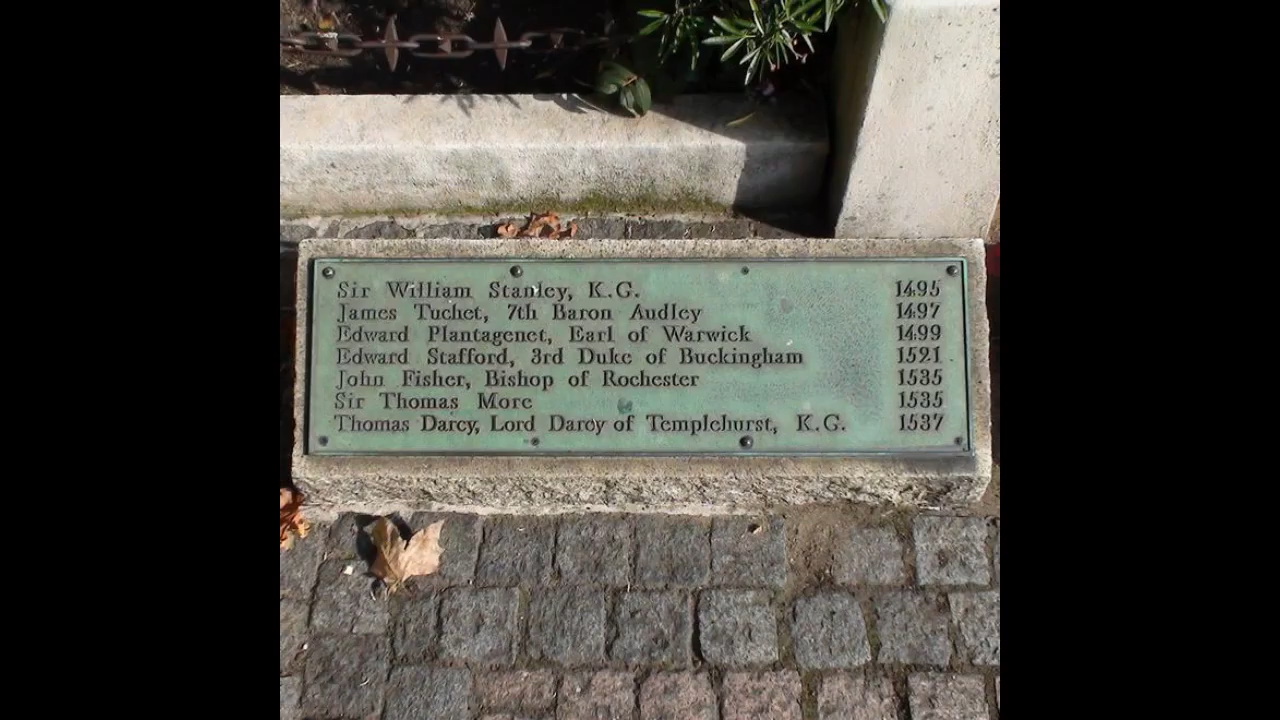 Sir William Stanley, K.G. 1495
James Tuchet, 7th Baron Audley 1497
Edward Plantagenet, Earl of Warwick 1499
Edward Stafford, 3rd Duke of Buckingham 1521
John Fisher, Bishop of Rochester 1535
Sir Thomas More 1535
Thomas Darcy, Lord Darcy of Templehurst, K.G. 1537